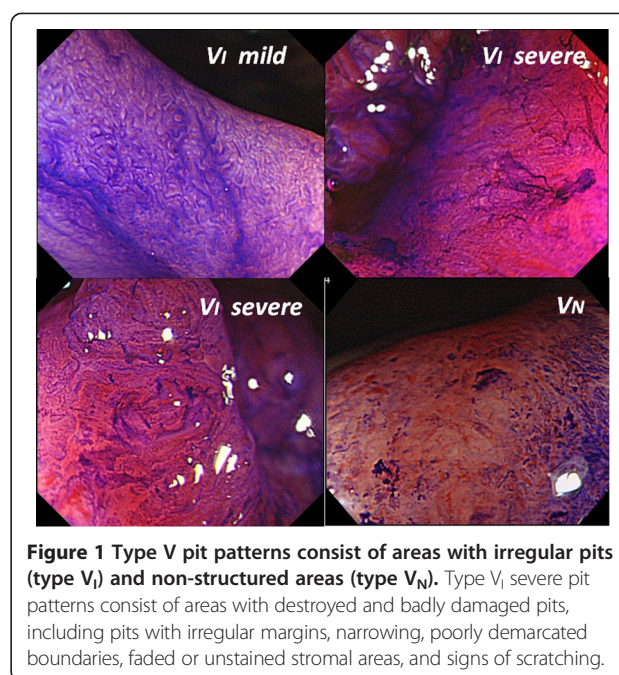 VI mild
VI severe
VI severe
4
VN
Figure 1 Type V pit patterns consist of areas with irregular pits
(type VI) and non-structured areas (type VN). Type VI severe pit
patterns consist of areas with destroyed and badly damaged pits,
including pits with irregular margins, narrowing, poorly demarcated
boundaries, faded or unstained stromal areas, and signs of scratching.